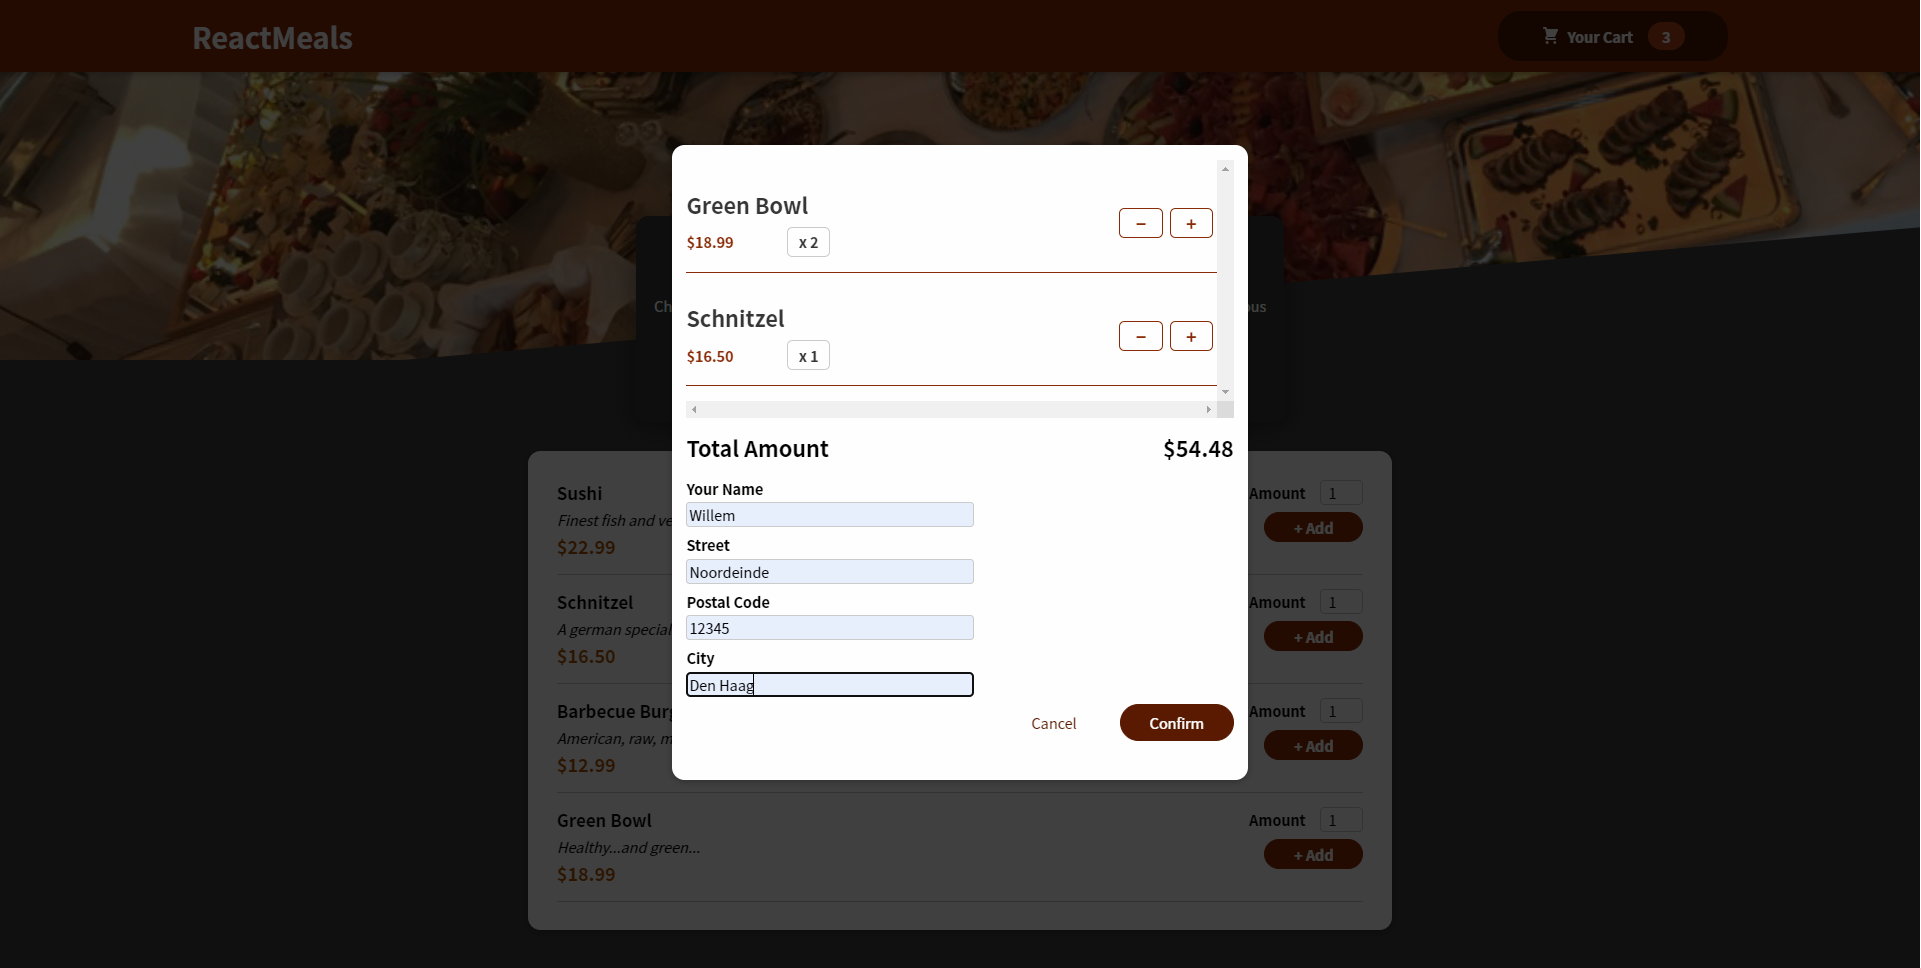 ReactMeals
Your Cart 3
Green Bowl
$18.99 x 2
− +
Schnitzel
$16.50 x 1
− +
Total Amount $54.48
Your Name
Willem
Street
Noordeinde
Postal Code
12345
City
Den Haag
Cancel Confirm
Sushi Amount 1
Finest fish and ve
+ Add
$22.99
Schnitzel Amount 1
A german special
+ Add
$16.50
Barbecue Burg Amount 1
American, raw, m
+ Add
$12.99
Green Bowl Amount 1
Healthy...and green...
+ Add
$18.99